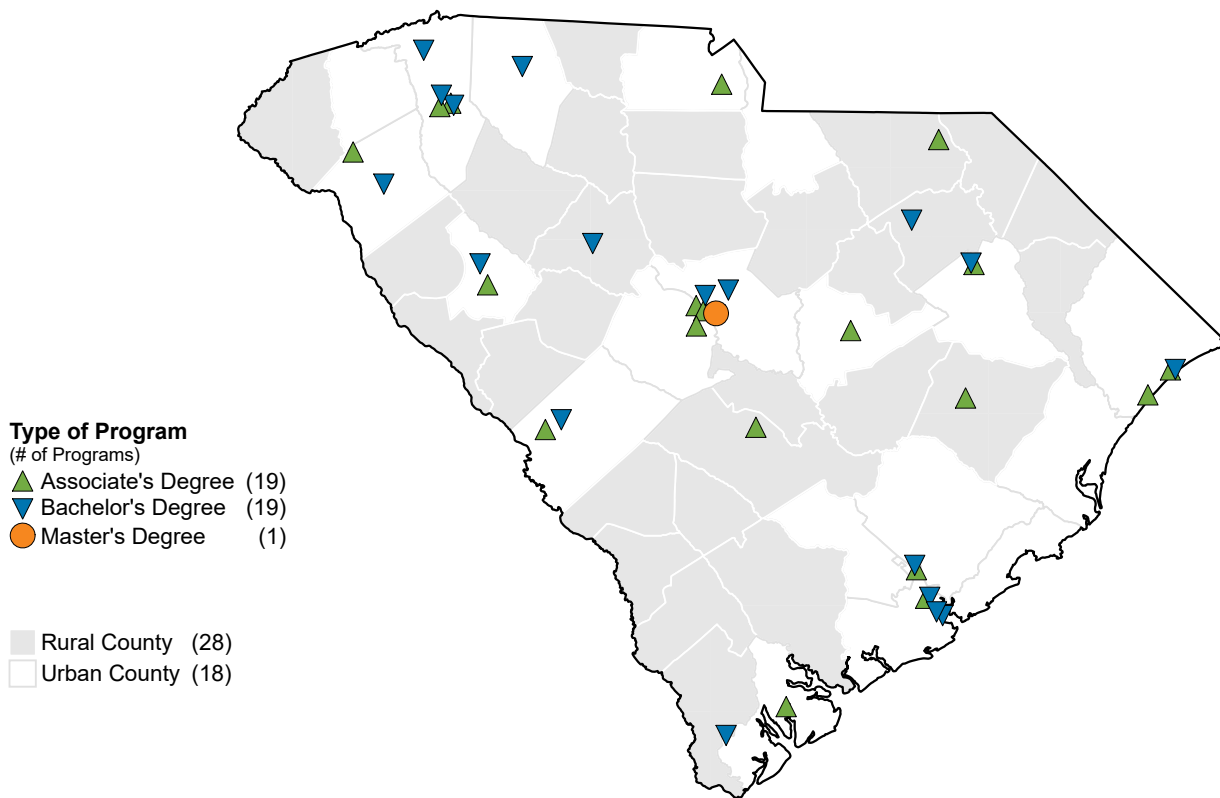 Type of Program
(# of Programs)
Associate's Degree (19)
Bachelor's Degree (19)
Master's Degree (1)
Rural County (28)
Urban County (18)